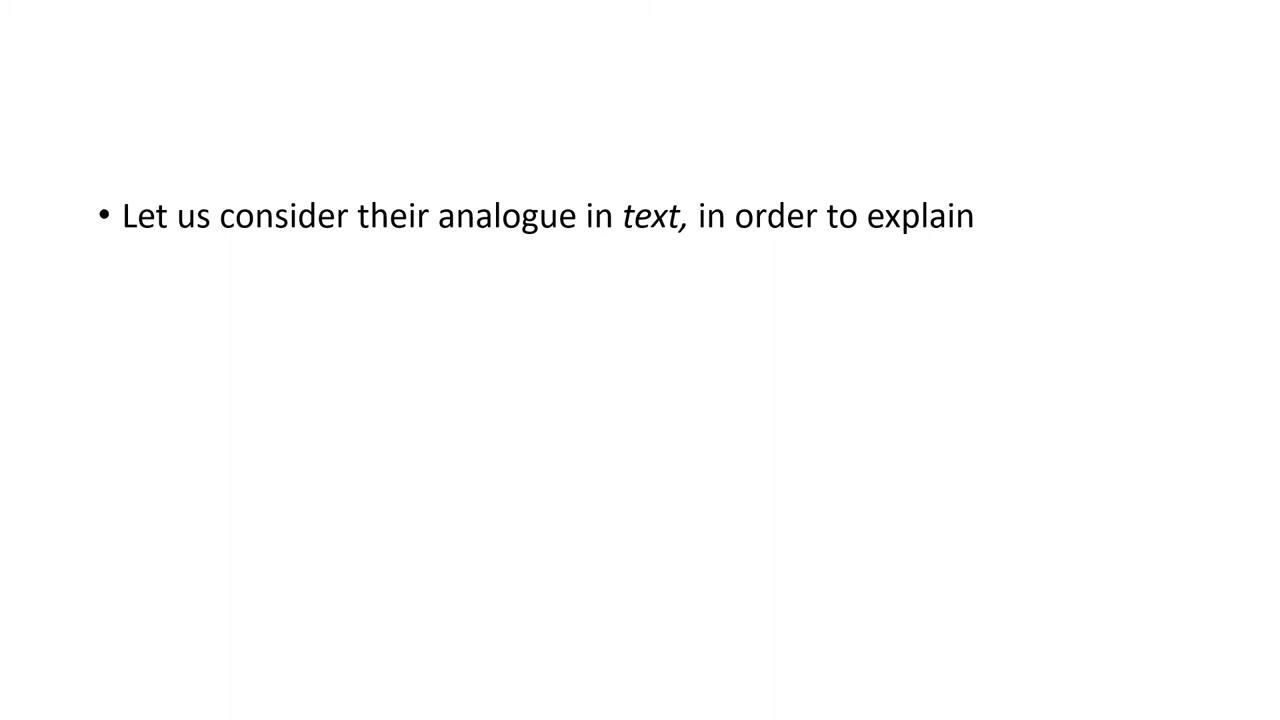 • Let us consider their analogue in text, in order to explain